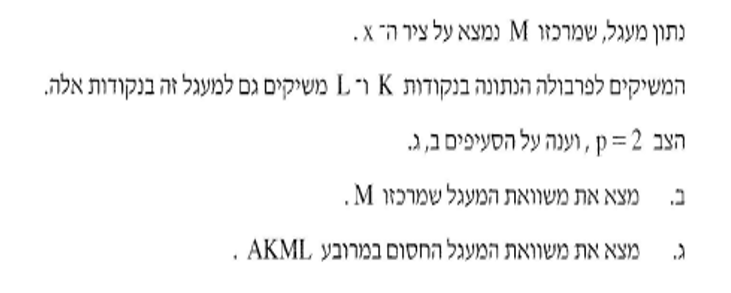 נתון מעגל, שמרכזו M נמצא על ציר ה־ x .
המשיקים לפרבולה הנתונה בנקודות K ו־ L משיקים גם למעגל זה בנקודות אלה.
הצב p = 2 , וענה על הסעיפים ב, ג.
ב. מצא את משוואת המעגל שמרכזו M .
ג. מצא את משוואת המעגל החסום במרובע AKML .